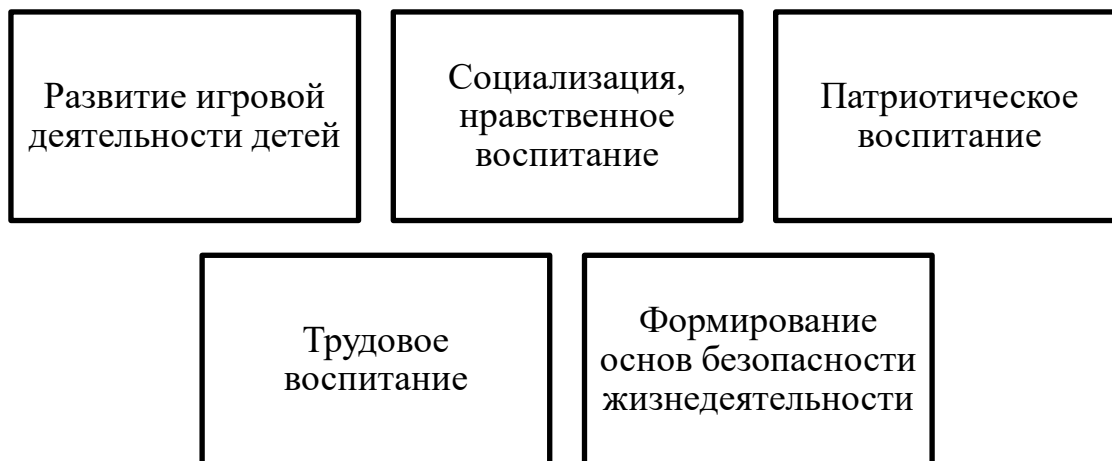 Развитие игровой
деятельности детей
Социализация,
нравственное
воспитание
Патриотическое
воспитание
Трудовое
воспитание
Формирование
основ безопасности
жизнедеятельности